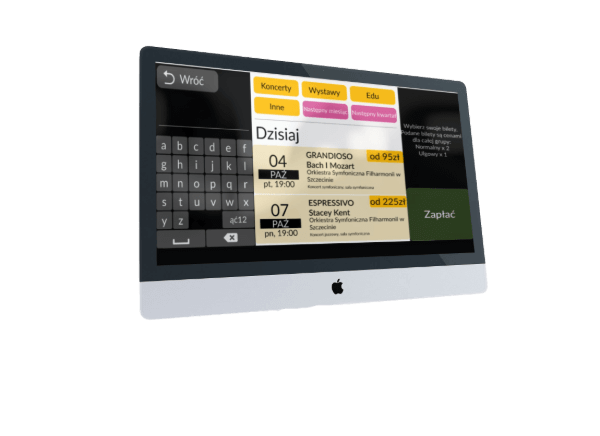 Wróć
a b c d e f
g h i j k l
m n o p q r
s t u v w x
y z ąć12
Koncerty Wystawy Edu
Inne Następny miesiąc Następny kwartał
Dzisiaj
04
PAŹ
pt, 19:00
GRANDIOSO
od 95zł
Bach I Mozart
Orkiestra Symfoniczna Filharmonii w
Szczecinie
Koncert symfoniczny, sala symfoniczna
07
PAŹ
pn, 19:00
ESPRESSIVO
od 225zł
Stacey Kent
Orkiestra Symfoniczna Filharmonii w
Szczecinie
Koncert jazzowy, sala symfoniczna
Wybierz swoje bilety.
Podane bilety są cenami
dla całej grupy:
Normalny x 2
Ulgowy x 1
Zapłać